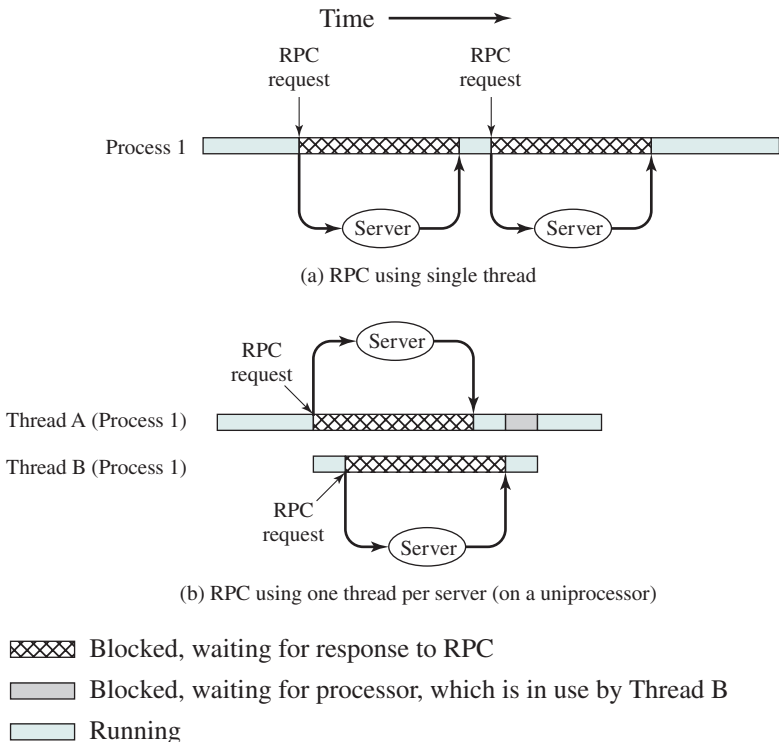 Time
RPC
request
RPC
request
Process 1
Server
Server
(a) RPC using single thread
Server
RPC
request
Thread A (Process 1)
Thread B (Process 1)
RPC
request
Server
(b) RPC using one thread per server (on a uniprocessor)
Blocked, waiting for response to RPC
Blocked, waiting for processor, which is in use by Thread B
Running